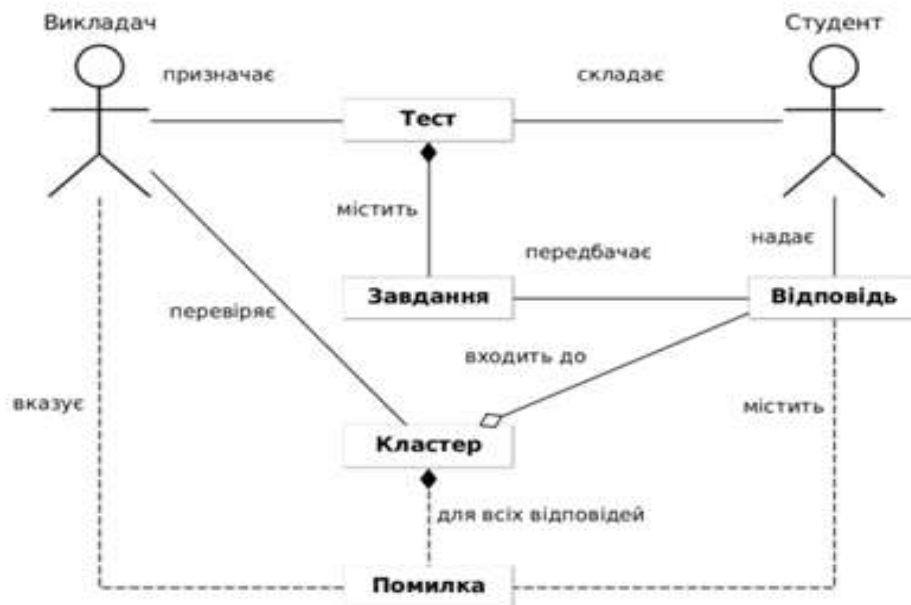 Викладач
Студент
призначає
складає
Тест
містить
передбачає
надає
Завдання
Відповідь
перевіряє
входить до
вказує
містить
Кластер
для всіх відповідей
Помилка